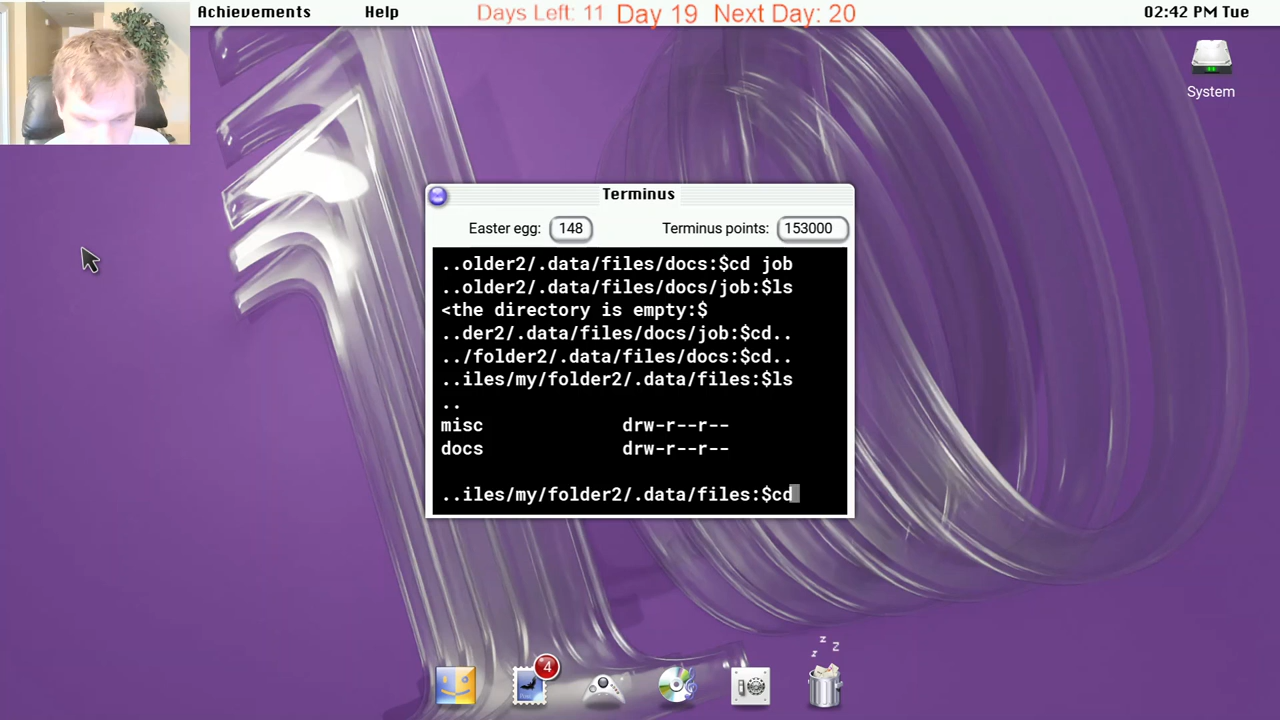 Achievements Help Days Left: 11 Day 19 Next Day: 20 02:42 PM Tue
System
Terminus
Easter egg: 148 Terminus points: 153000
..older2/.data/files/docs:$cd job
..older2/.data/files/docs/job:$ls
<the directory is empty:$
..der2/.data/files/docs/job:$cd..
../folder2/.data/files/docs:$cd..
..iles/my/folder2/.data/files:$ls
..
misc drw-r--r--
docs drw-r--r--
..iles/my/folder2/.data/files:$cd
4
z z
z